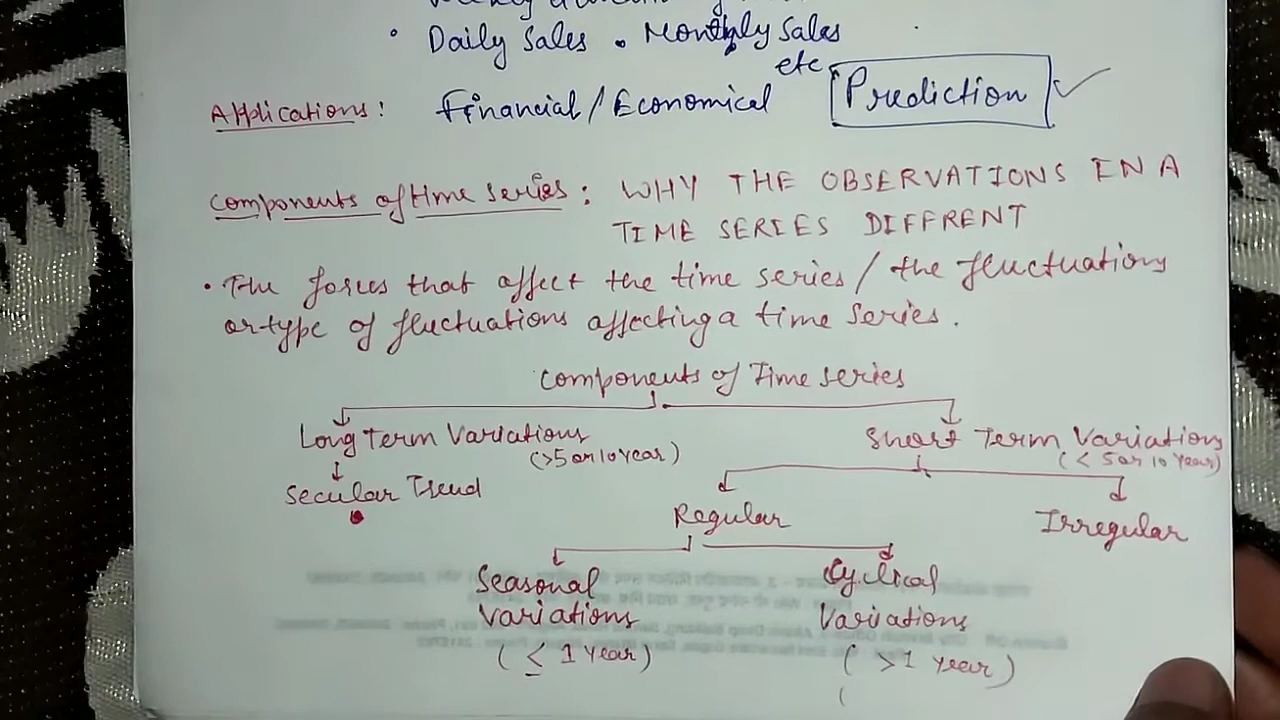 • Daily Sales • Monthly Sales
etc
Applications: Financial/Economical Prediction
Components of time series: WHY THE OBSERVATIONS IN A
TIME SERIES DIFFRENT
• The forces that affect the time series/ the fluctuations
or type of fluctuations affecting a time series.
Components of Time series
Long Term Variations
(>5 or 10 year)
Short Term Variations
(< 5 or 10 Year)
Secular Trend
Regular
Irregular
Seasonal
Variations
(≤ 1 Year)
Cyclical
Variations
( >1 year)
(